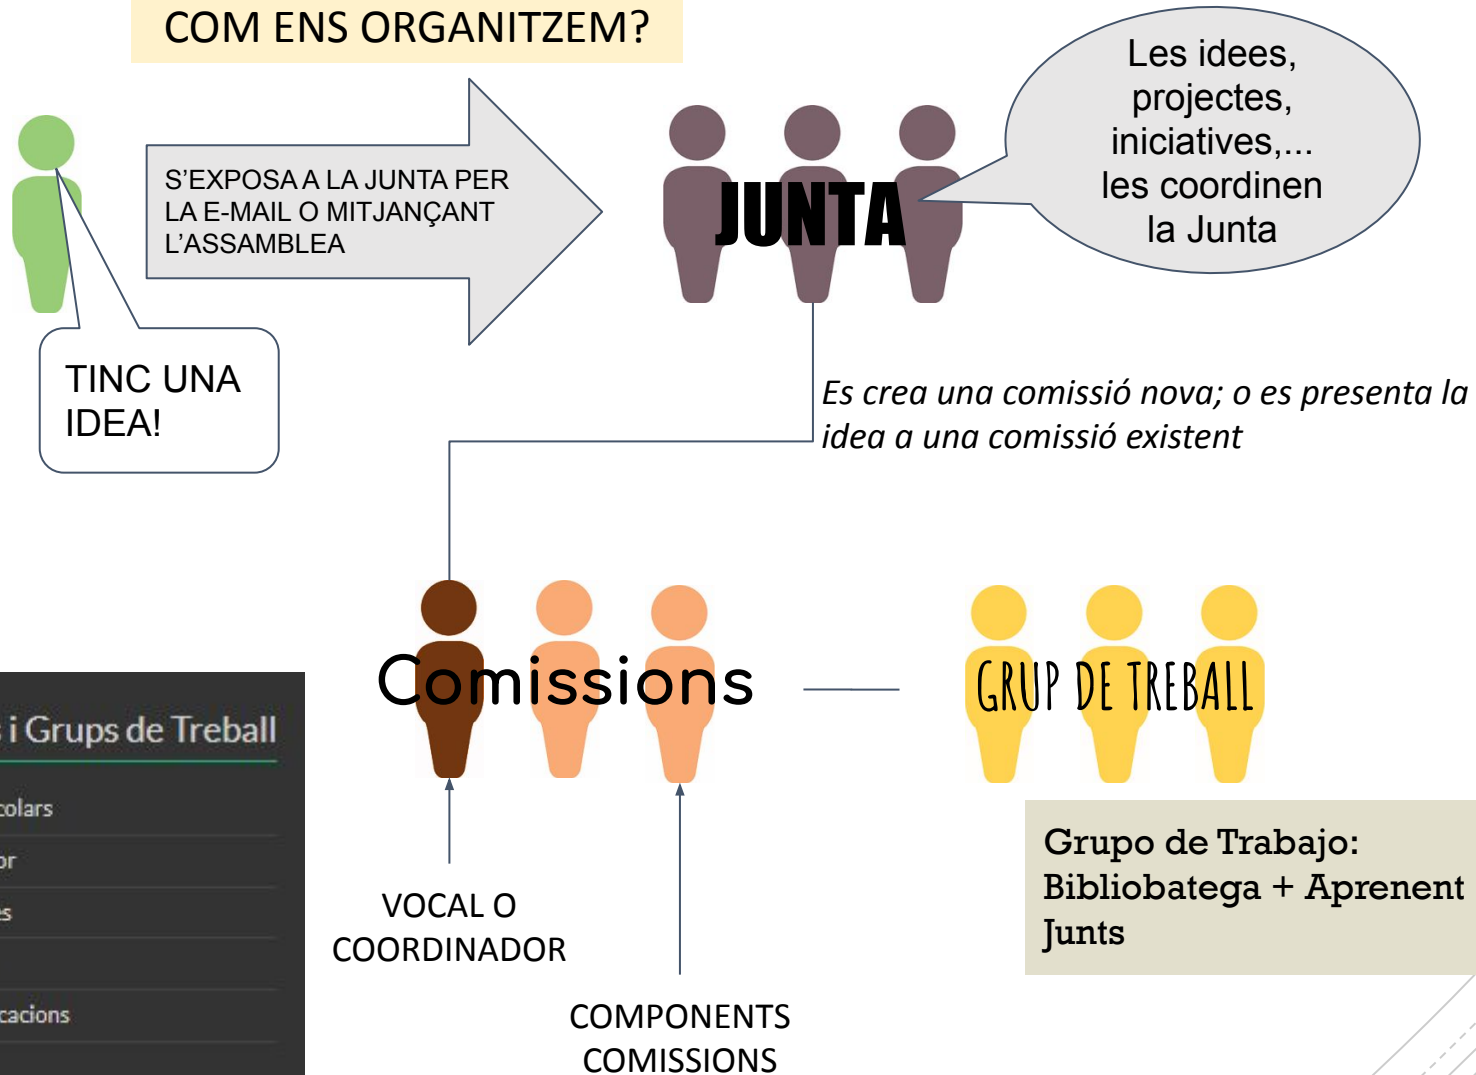 COM ENS ORGANITZEM?
Les idees,
projectes,
iniciatives,...
les coordinen
la Junta
S'EXPOSA A LA JUNTA PER
LA E-MAIL O MITJANÇANT
L'ASSAMBLEA
JUNTA
TINC UNA
IDEA!
Es crea una comissió nova; o es presenta la
idea a una comissió existent
Comissions
GRUP DE TREBALL
i Grups de Treball
VOCAL O
COORDINADOR
COMPONENTS
COMISSIONS
Grupo de Trabajo:
Bibliobatega + Aprenent
Junts